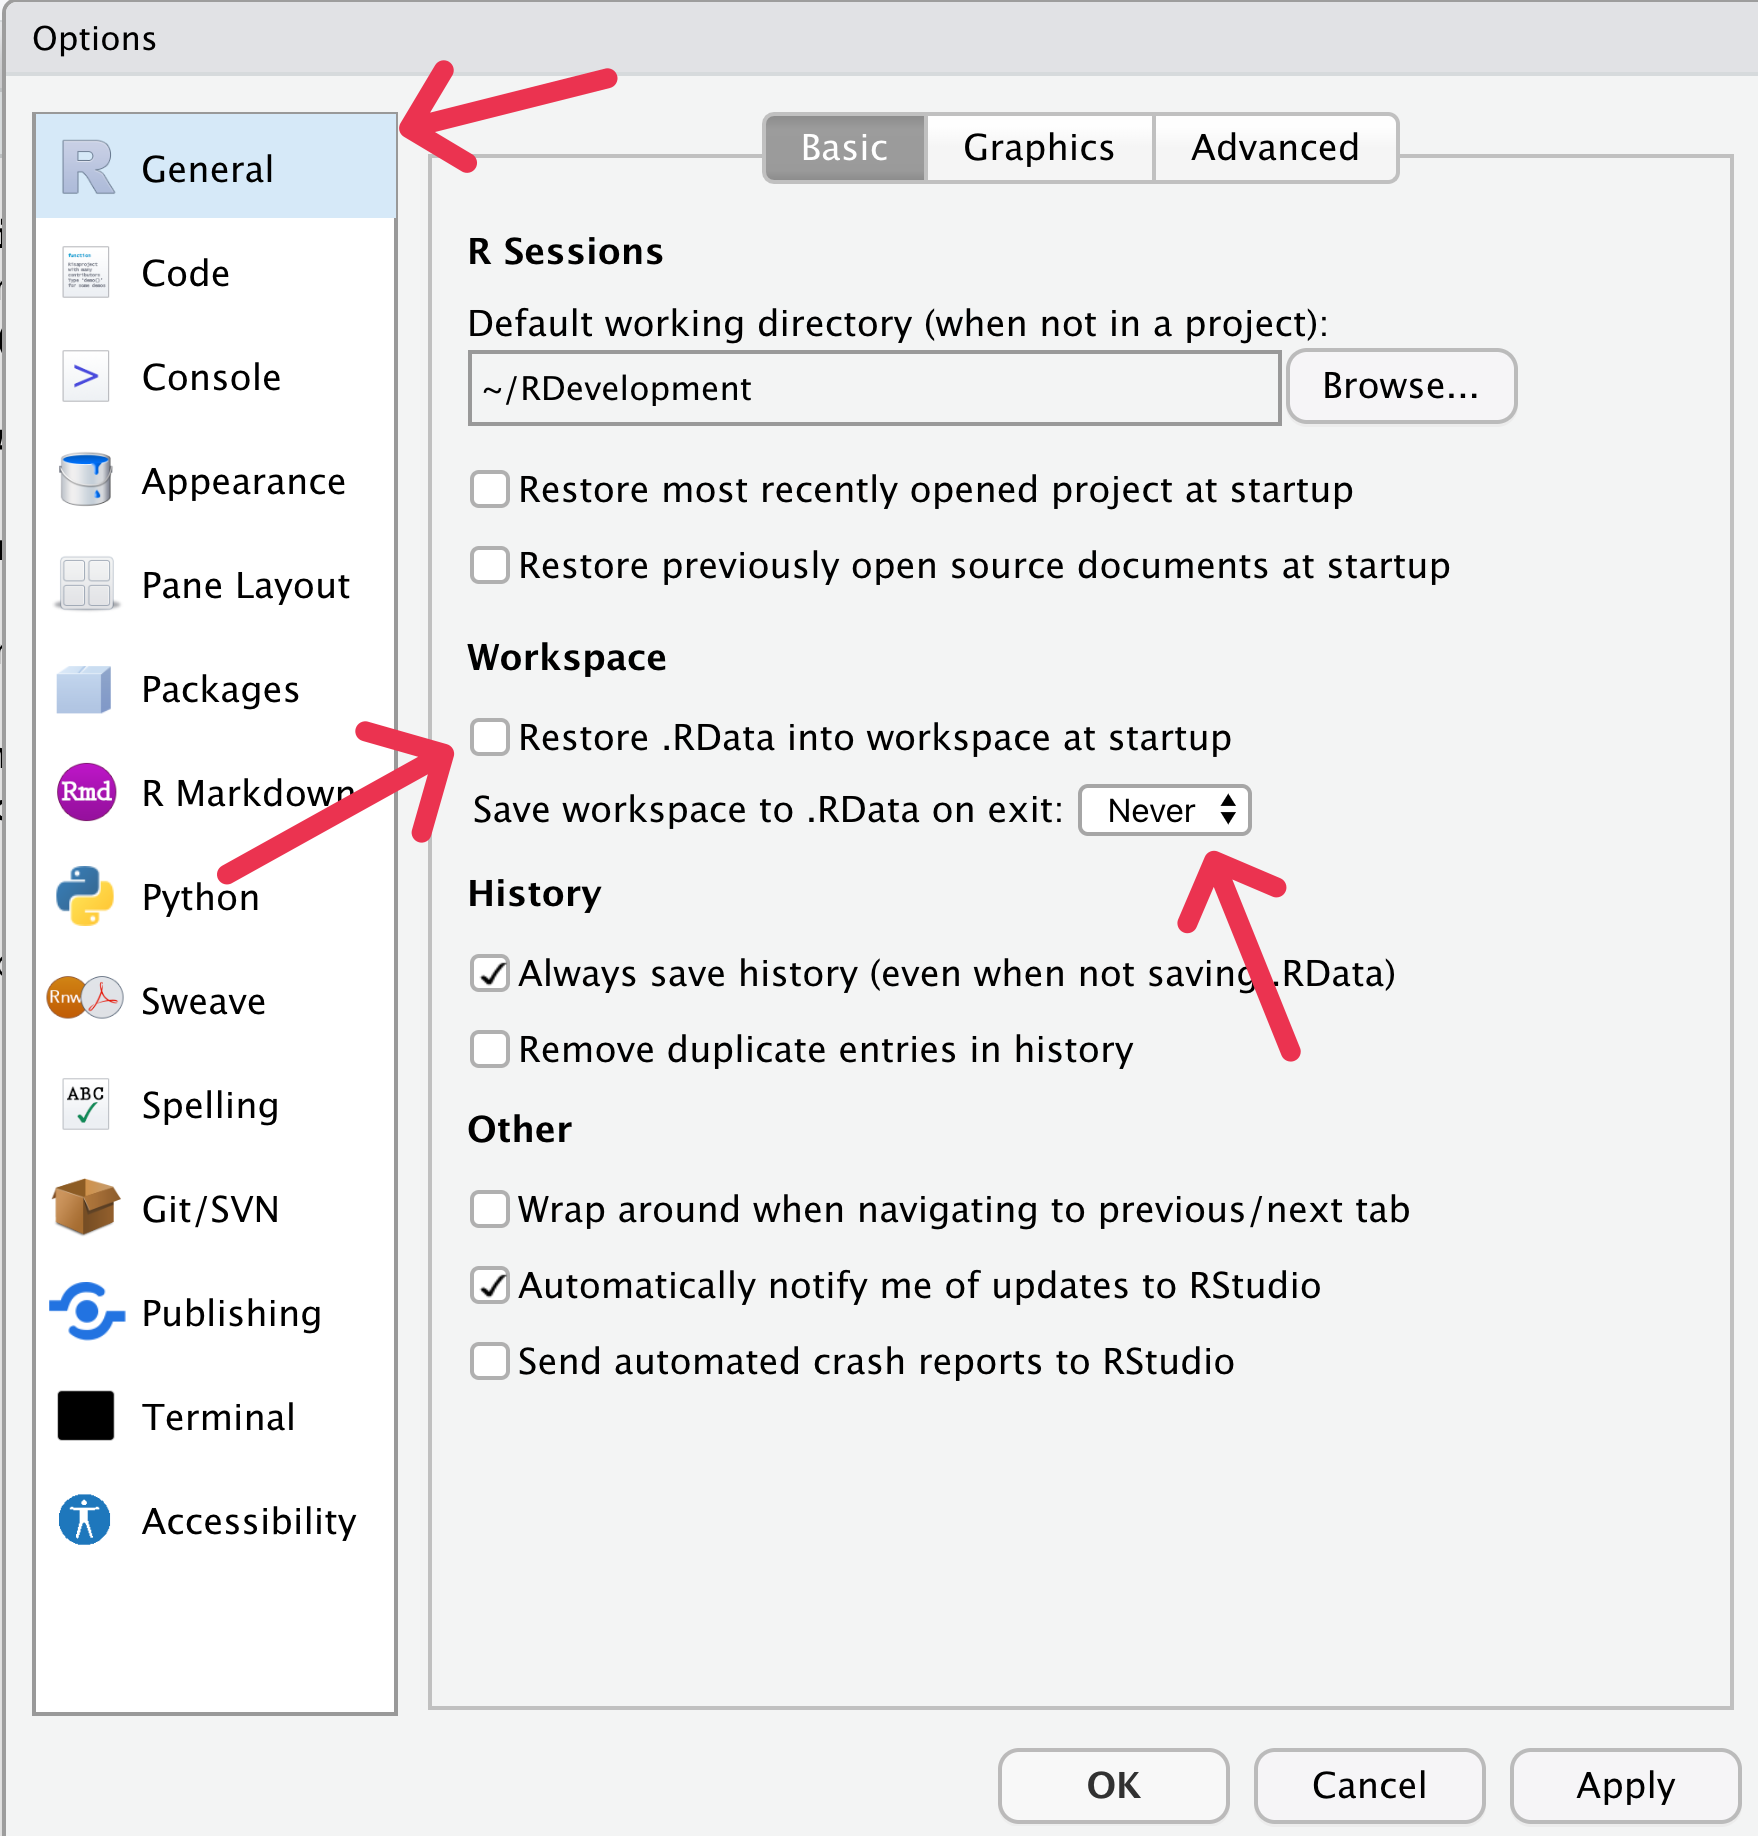 Options
General
Code
Console
Appearance
Pane Layout
Packages
Rmd R Markdown
Python
Rnw Sweave
ABC Spelling
Git/SVN
Publishing
Terminal
Accessibility
Basic Graphics Advanced
R Sessions
Default working directory (when not in a project):
~/RDevelopment Browse...
Restore most recently opened project at startup
Restore previously open source documents at startup
Workspace
Restore .RData into workspace at startup
Save workspace to .RData on exit: Never
History
Always save history (even when not saving .RData)
Remove duplicate entries in history
Other
Wrap around when navigating to previous/next tab
Automatically notify me of updates to RStudio
Send automated crash reports to RStudio
OK Cancel Apply